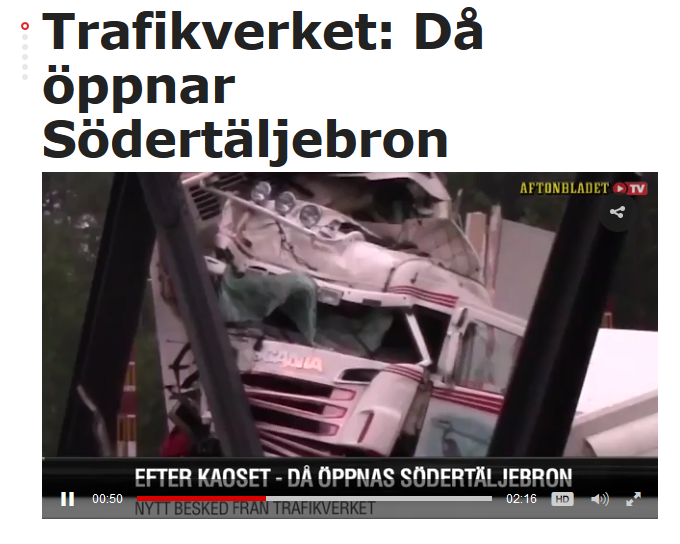 Trafikverket: Då
öppnar
Södertäljebron
AFTONBLADET TV
SCANIA
EFTER KAOSET - DÅ ÖPPNAS SÖDERTÄLJEBRON
00:50
02:16
HD
NYTT BESKED FRÅN TRAFIKVERKET